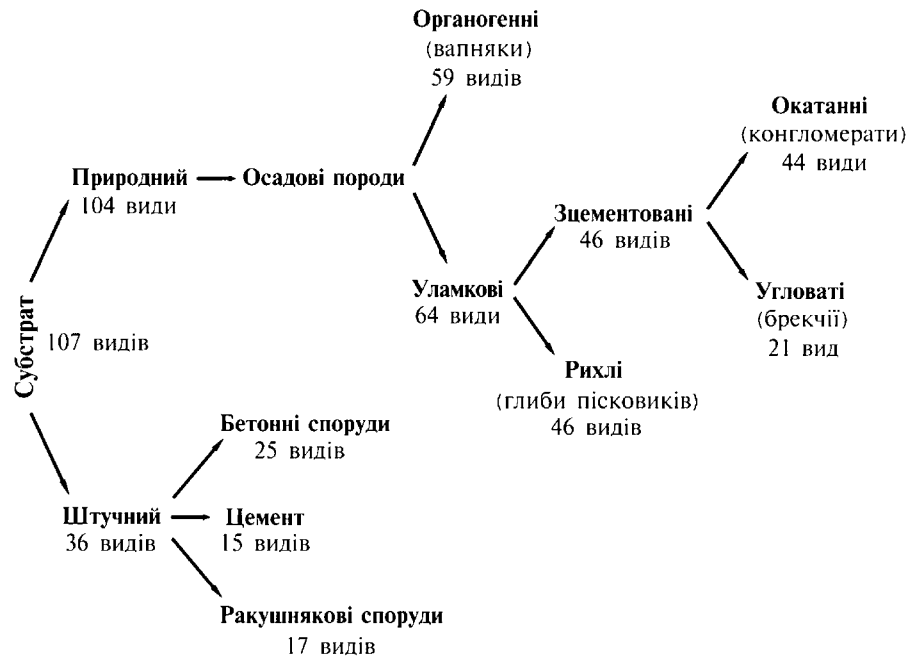 Органогенні
(вапняки)
59 видів
Окатанні
(конгломерати)
44 види
Природний
104 види
Осадові породи
Зцементовані
46 видів
Уламкові
64 види
Угловаті
(брекчії)
21 вид
Субстрат
107 видів
Рихлі
(глиби пісковиків)
46 видів
Бетонні споруди
25 видів
Штучний
36 видів
Цемент
15 видів
Ракушнякові споруди
17 видів